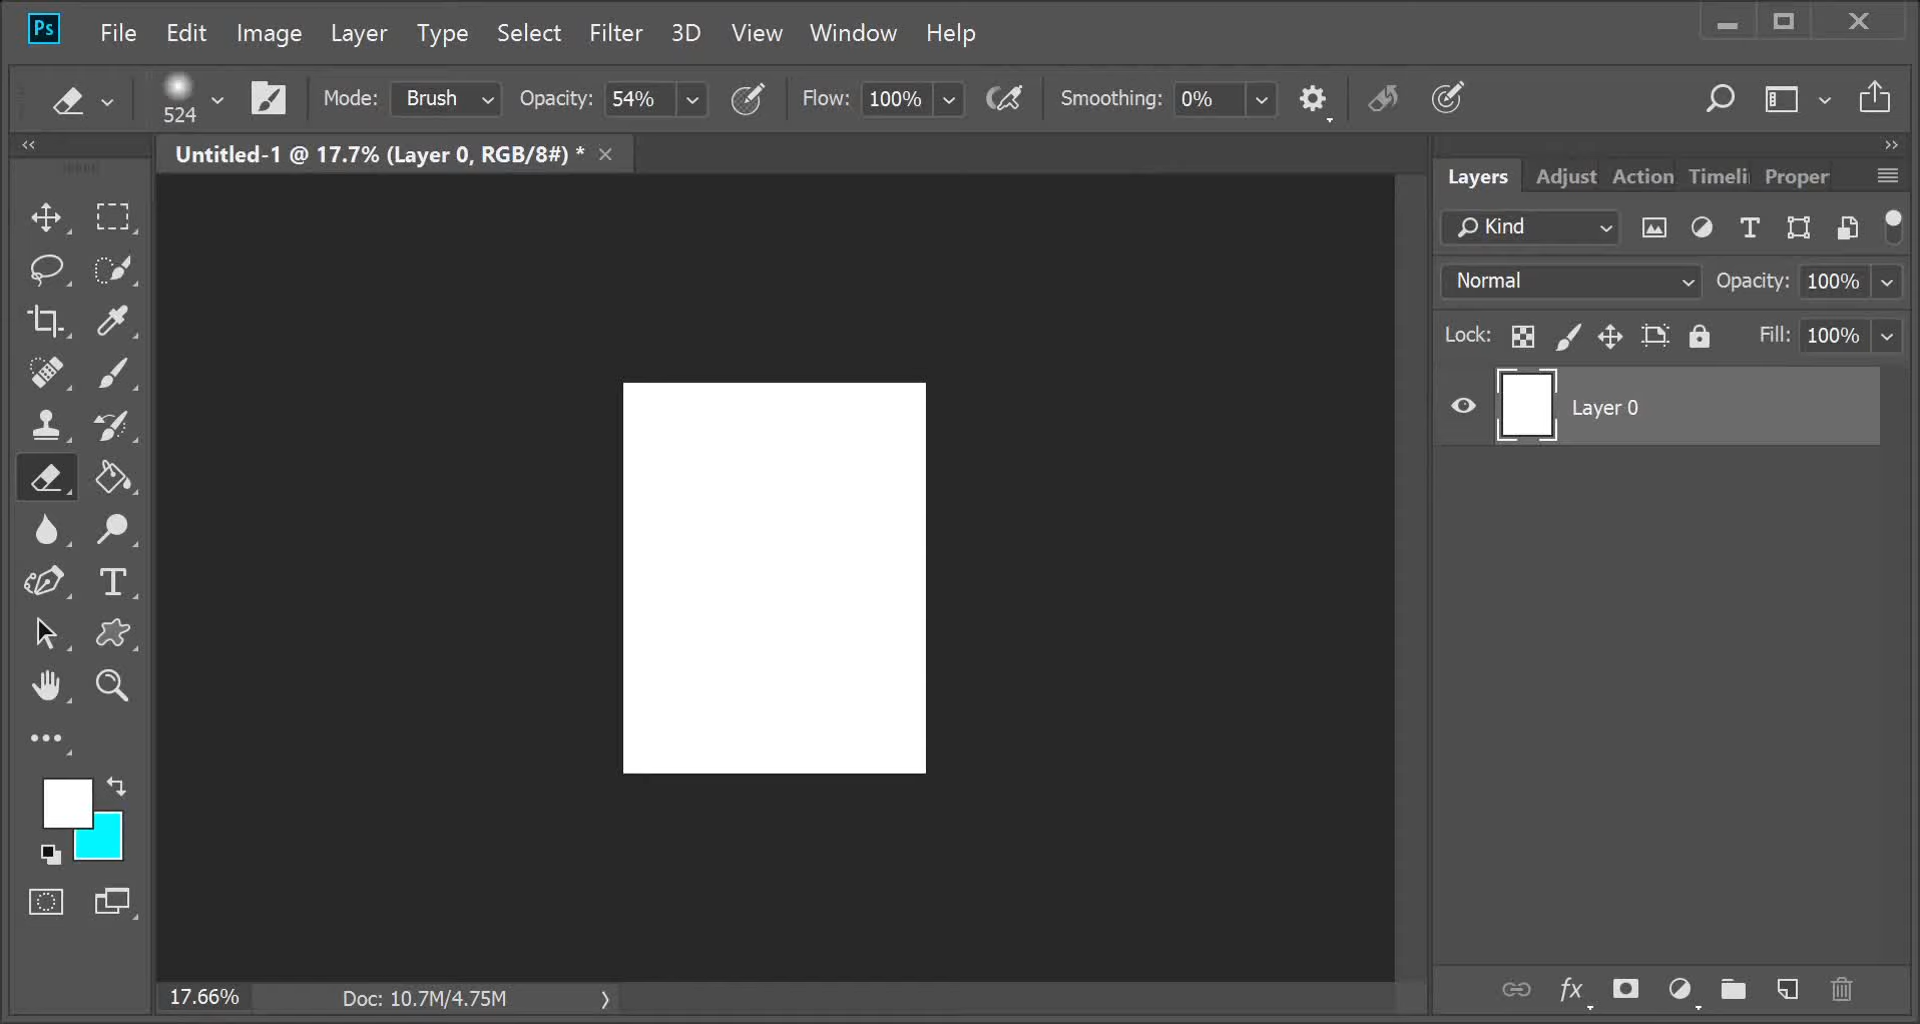 Ps File Edit Image Layer Type Select Filter 3D View Window Help
524 Mode: Brush Opacity: 54% Flow: 100% Smoothing: 0%
Untitled-1 @ 17.7% (Layer 0, RGB/8#) *
Layers Adjust Action Timeli Proper
Kind
Normal Opacity: 100%
Lock: Fill: 100%
Layer 0
17.66% Doc: 10.7M/4.75M
fx